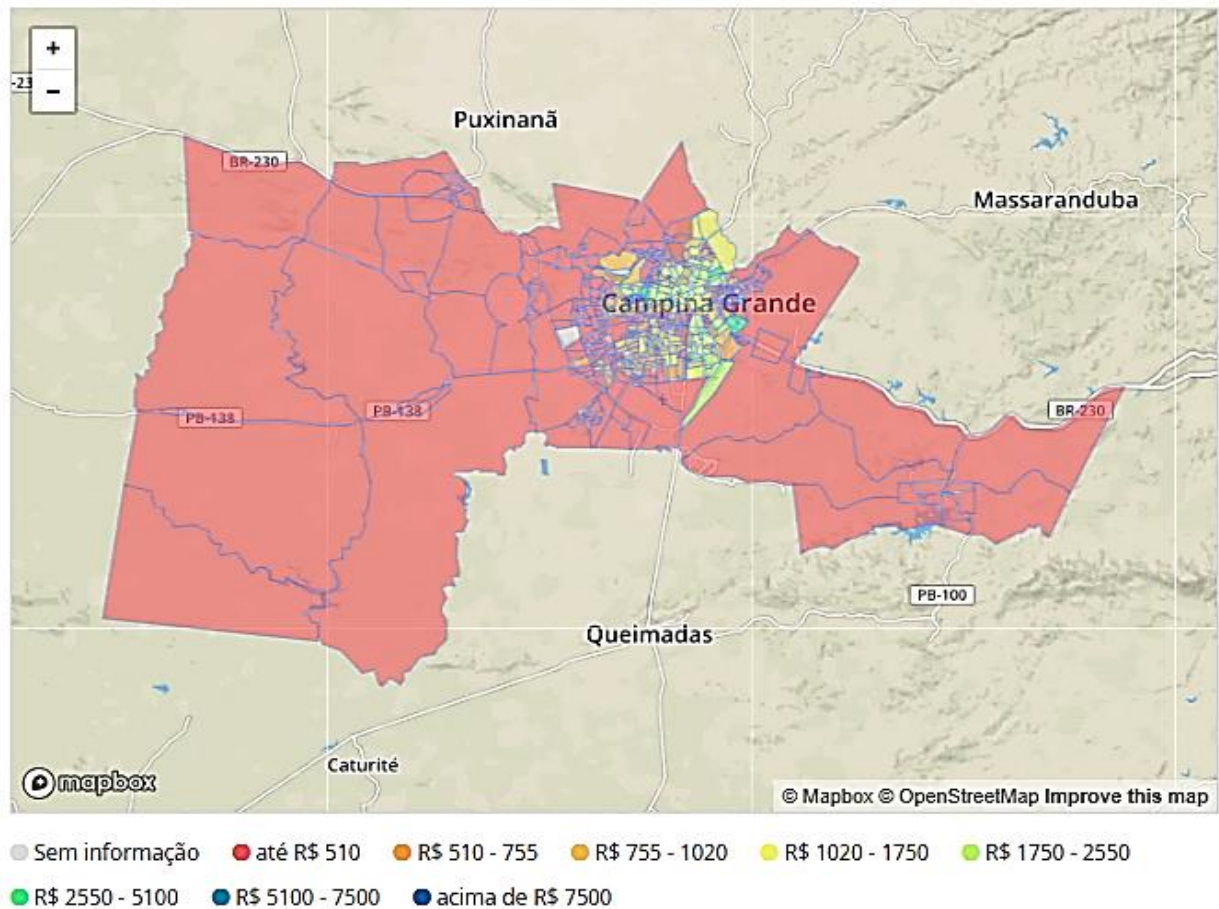 +
-23
−
Puxinanã
BR-230
Massaranduba
Campina Grande
PB-138
PB-138
BR-230
PB-100
Queimadas
Caturité
mapbox
© Mapbox © OpenStreetMap Improve this map
Sem informação
até R$ 510
R$ 510 - 755
R$ 755 - 1020
R$ 1020 - 1750
R$ 1750 - 2550
R$ 2550 - 5100
R$ 5100 - 7500
acima de R$ 7500